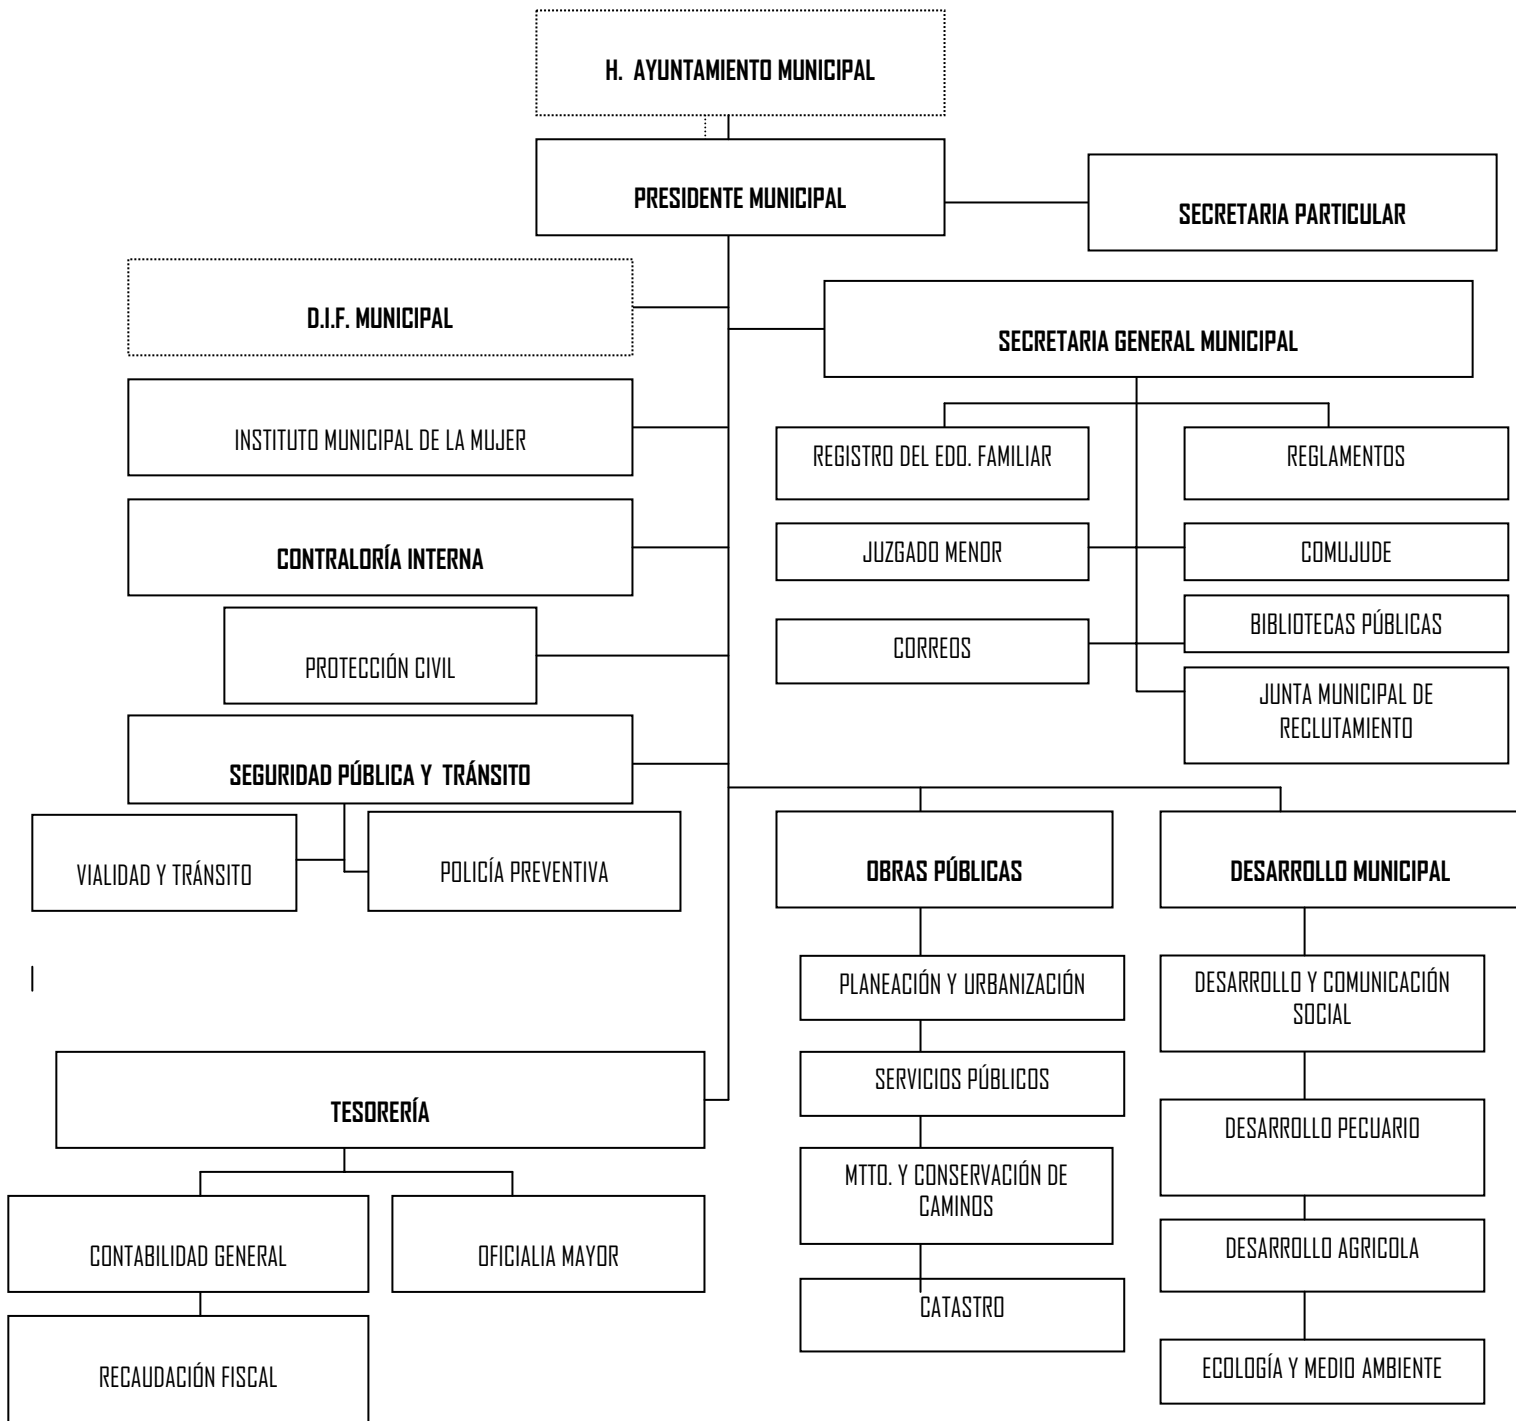 H. AYUNTAMIENTO MUNICIPAL
PRESIDENTE MUNICIPAL
SECRETARIA PARTICULAR
D.I.F. MUNICIPAL
SECRETARIA GENERAL MUNICIPAL
INSTITUTO MUNICIPAL DE LA MUJER
REGISTRO DEL EDO. FAMILIAR
REGLAMENTOS
CONTRALORÍA INTERNA
JUZGADO MENOR
COMUJUDE
BIBLIOTECAS PÚBLICAS
CORREOS
PROTECCIÓN CIVIL
JUNTA MUNICIPAL DE
RECLUTAMIENTO
SEGURIDAD PÚBLICA Y TRÁNSITO
VIALIDAD Y TRÁNSITO
POLICÍA PREVENTIVA
OBRAS PÚBLICAS
DESARROLLO MUNICIPAL
PLANEACIÓN Y URBANIZACIÓN
DESARROLLO Y COMUNICACIÓN
SOCIAL
SERVICIOS PÚBLICOS
TESORERÍA
DESARROLLO PECUARIO
MTTO. Y CONSERVACIÓN DE
CAMINOS
CONTABILIDAD GENERAL
OFICIALIA MAYOR
DESARROLLO AGRICOLA
CATASTRO
RECAUDACIÓN FISCAL
ECOLOGÍA Y MEDIO AMBIENTE